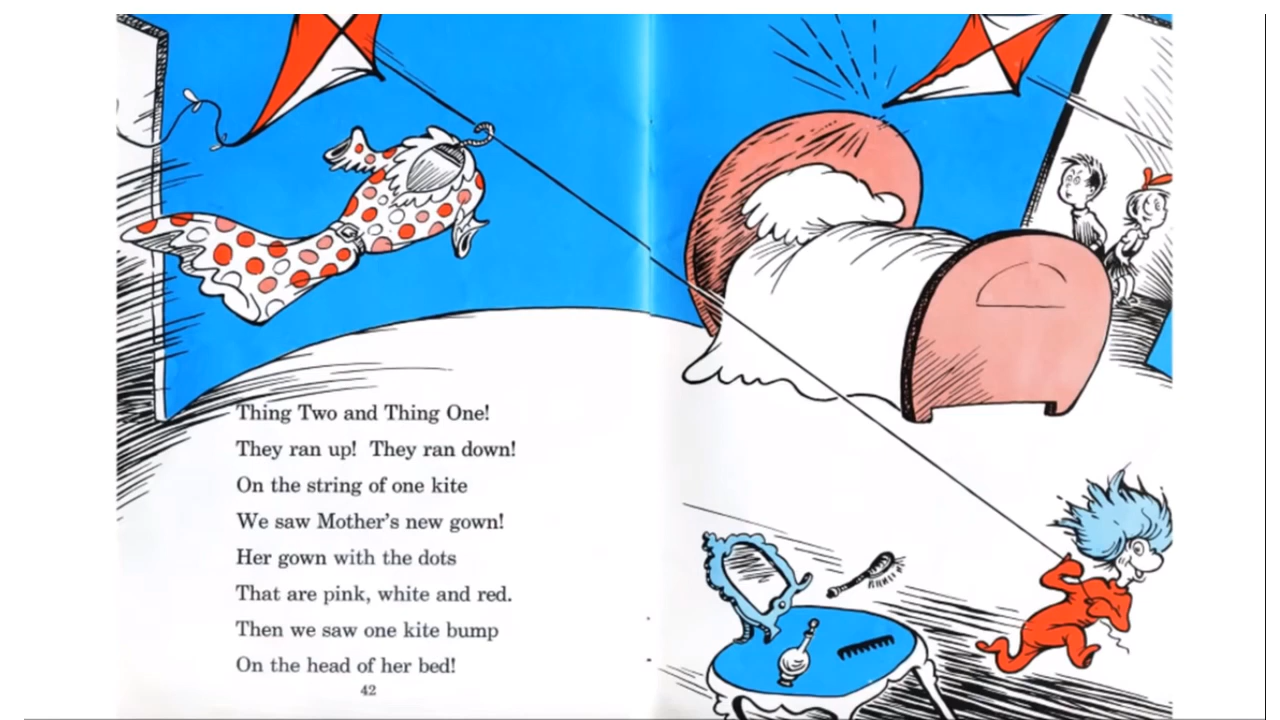 Thing Two and Thing One!
They ran up! They ran down!
On the string of one kite
We saw Mother's new gown!
Her gown with the dots
That are pink, white and red.
Then we saw one kite bump
On the head of her bed!
42